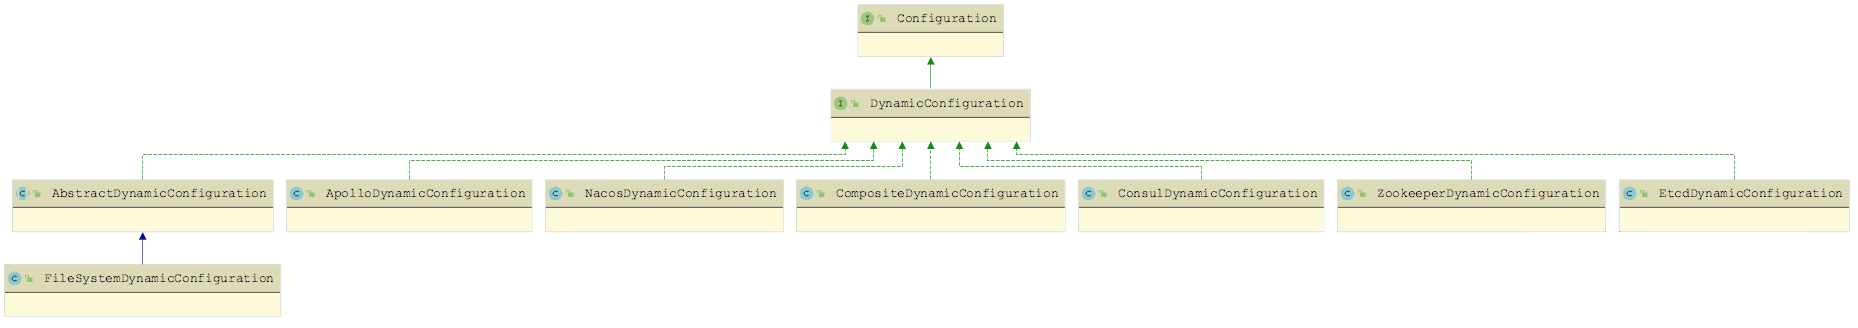 Configuration
DynamicConfiguration
AbstractDynamicConfiguration
ApolloDynamicConfiguration
NacosDynamicConfiguration
CompositeDynamicConfiguration
ConsulDynamicConfiguration
ZookeeperDynamicConfiguration
EtcdDynamicConfiguration
FileSystemDynamicConfiguration